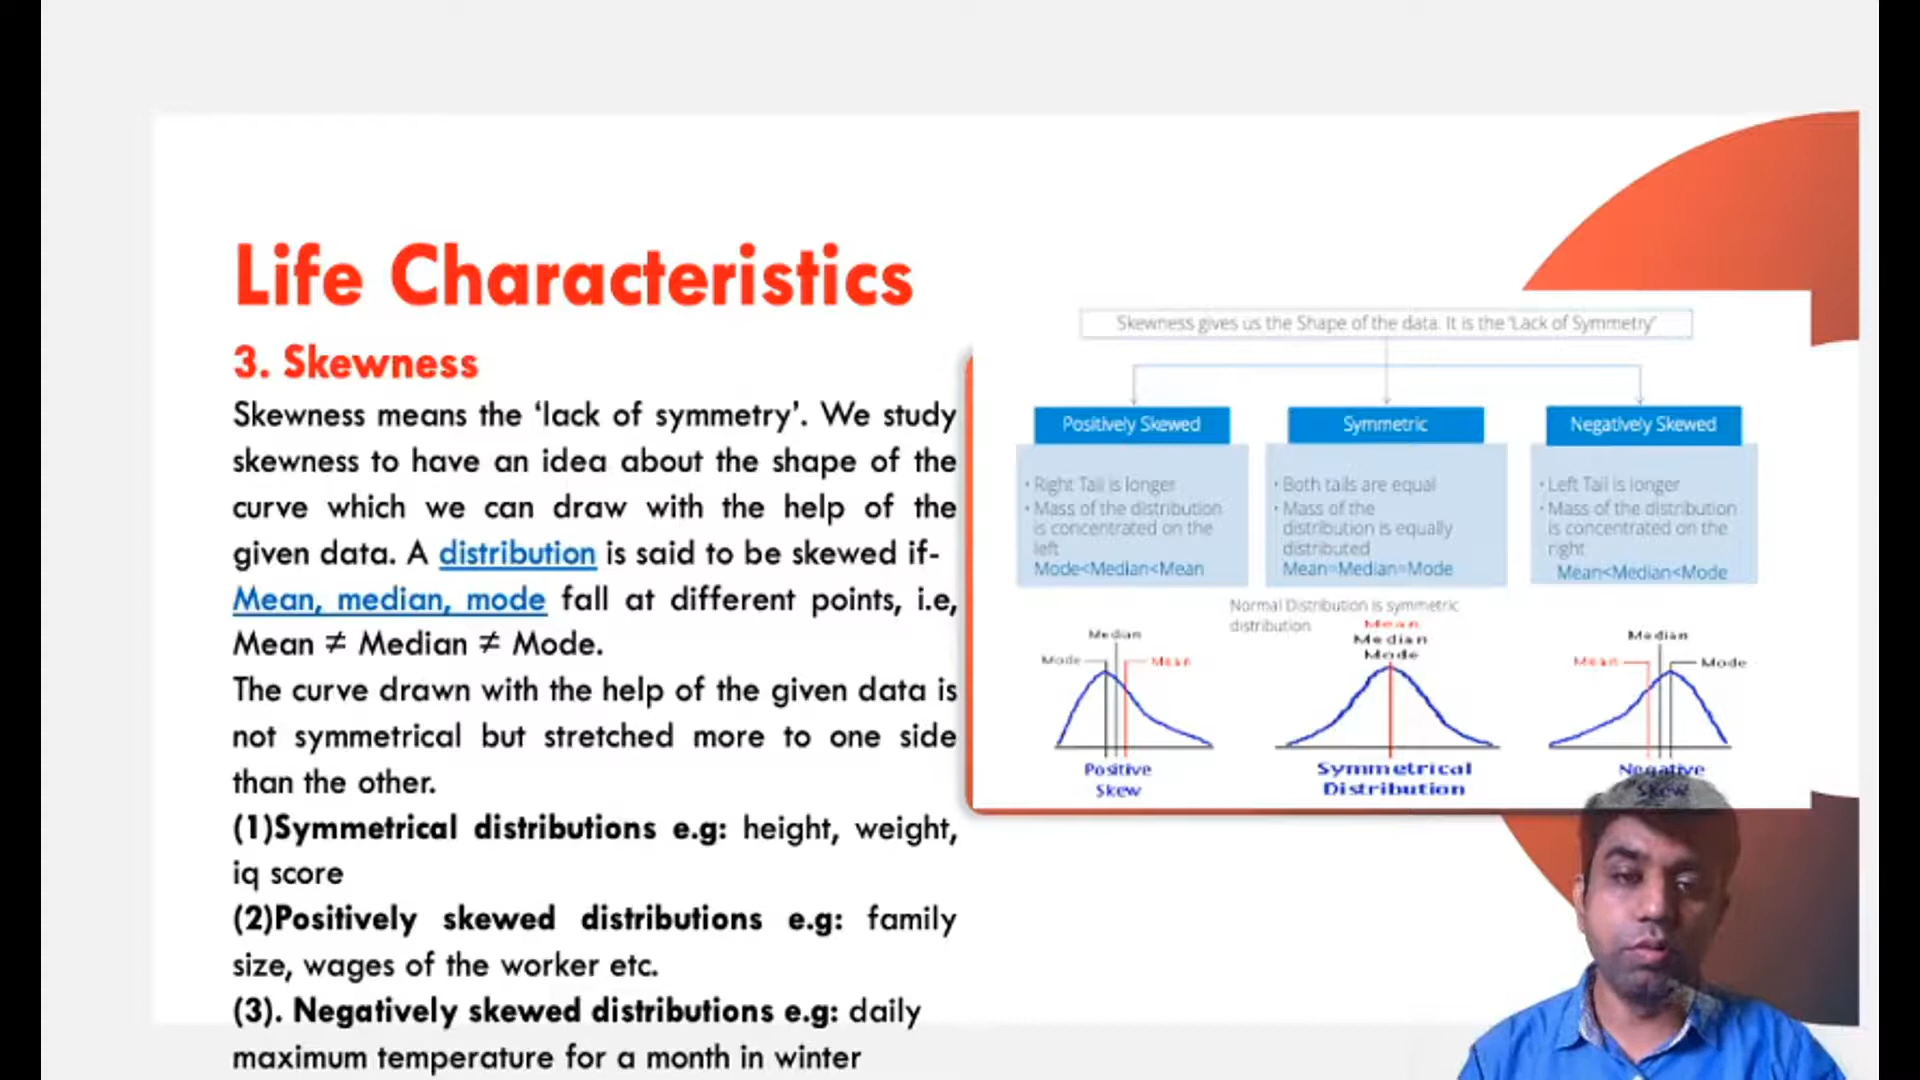 Life Characteristics
3. Skewness
Skewness means the ‘lack of symmetry’. We study
skewness to have an idea about the shape of the
curve which we can draw with the help of the
given data. A distribution is said to be skewed if-
Mean, median, mode fall at different points, i.e,
Mean ≠ Median ≠ Mode.
The curve drawn with the help of the given data is
not symmetrical but stretched more to one side
than the other.
(1)Symmetrical distributions e.g: height, weight,
iq score
(2)Positively skewed distributions e.g: family
size, wages of the worker etc.
(3). Negatively skewed distributions e.g: daily
maximum temperature for a month in winter
Skewness gives us the Shape of the data. It is the ‘Lack of Symmetry’
Positively Skewed
• Right Tail is longer
• Mass of the distribution
is concentrated on the
left
Mode<Median<Mean
Symmetric
• Both tails are equal
• Mass of the
distribution is equally
distributed
Mean=Median=Mode
Negatively Skewed
• Left Tail is longer
• Mass of the distribution
is concentrated on the
right
Mean<Median<Mode
Normal Distribution is symmetric
distribution
Median
Mode
Mean
Positive
Skew
Mean
Median
Mode
Symmetrical
Distribution
Median
Mean
Mode
Negative
Skew